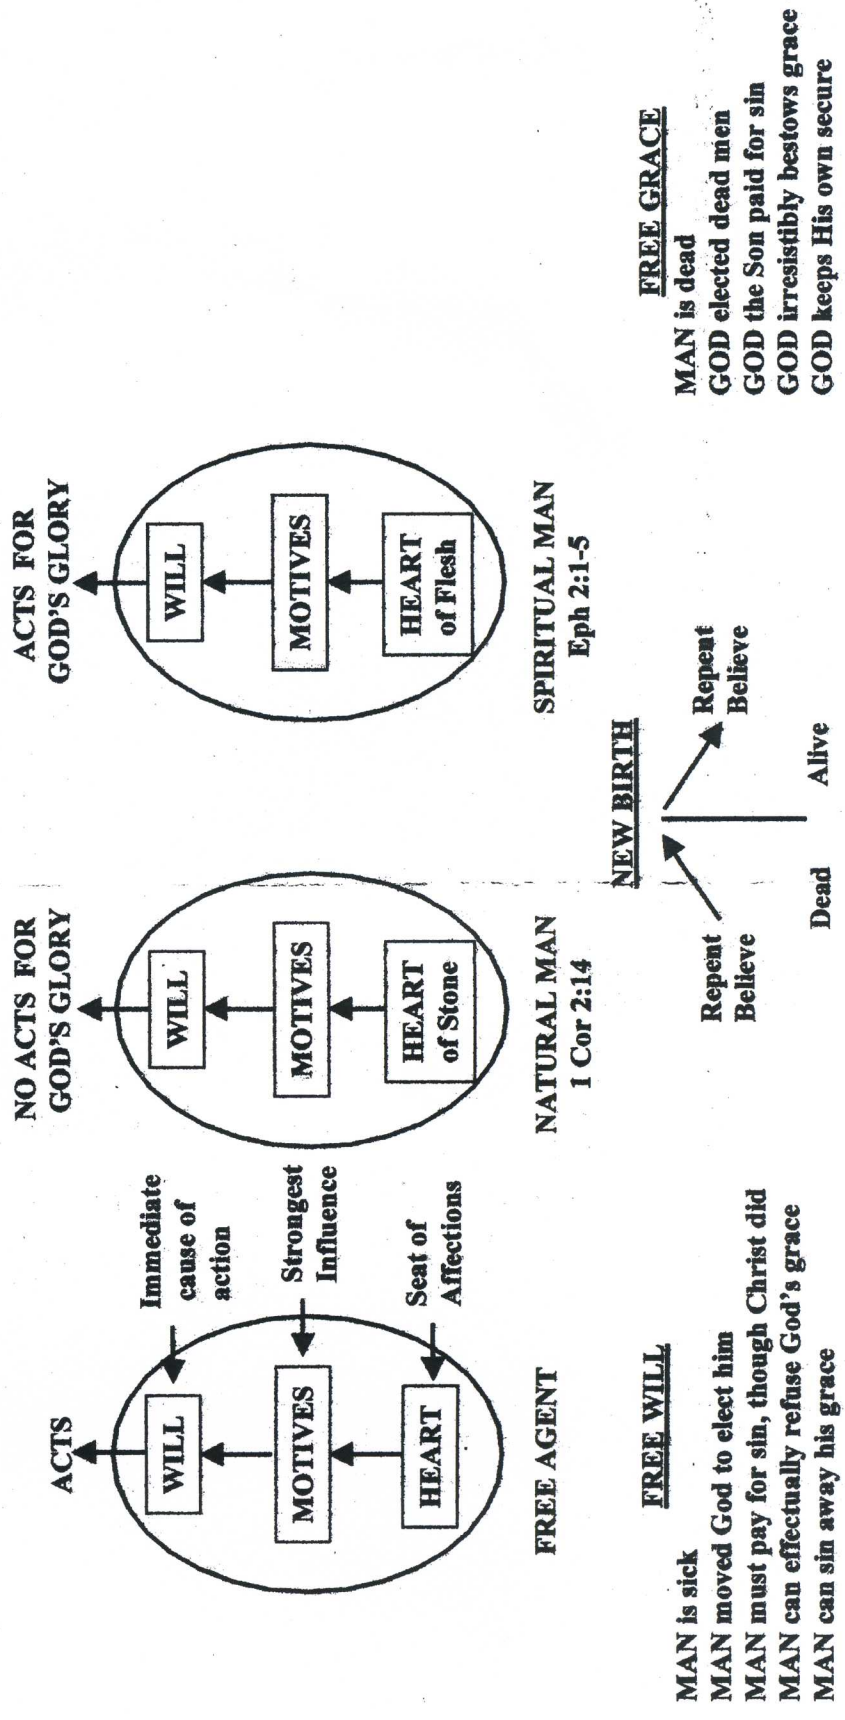 ACTS
WILL
MOTIVES
HEART
Immediate
cause of
action
Strongest
Influence
Seat of
Affections
FREE AGENT
NO ACTS FOR
GOD'S GLORY
WILL
MOTIVES
HEART
of Stone
NATURAL MAN
1 Cor 2:14
ACTS FOR
GOD'S GLORY
WILL
MOTIVES
HEART
of Flesh
SPIRITUAL MAN
Eph 2:1-5
FREE WILL
MAN is sick
MAN moved God to elect him
MAN must pay for sin, though Christ did
MAN can effectually refuse God's grace
MAN can sin away his grace
NEW BIRTH
Repent
Believe
Repent
Believe
Dead
Alive
FREE GRACE
MAN is dead
GOD elected dead men
GOD the Son paid for sin
GOD irresistibly bestows grace
GOD keeps His own secure